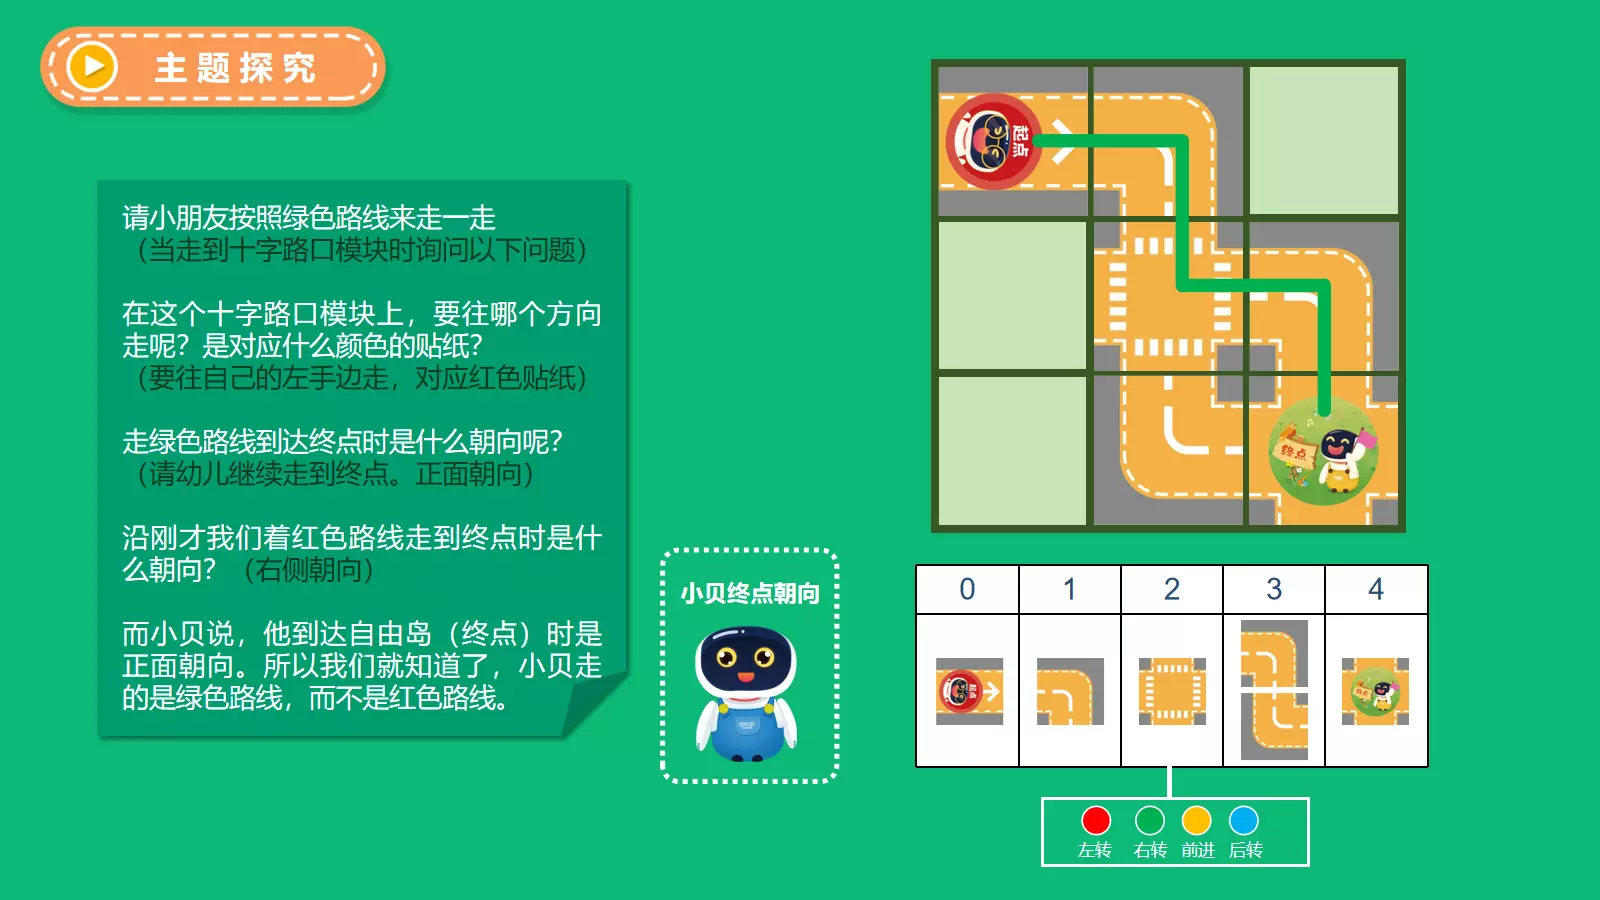 主题探究
请小朋友按照绿色路线来走一走
（当走到十字路口模块时询问以下问题）
在这个十字路口模块上，要往哪个方向
走呢？是对应什么颜色的贴纸？
（要往自己的左手边走，对应红色贴纸）
走绿色路线到达终点时是什么朝向呢？
（请幼儿继续走到终点。正面朝向）
沿刚才我们着红色路线走到终点时是什
么朝向？（右侧朝向）
而小贝说，他到达自由岛（终点）时是
正面朝向。所以我们就知道了，小贝走
的是绿色路线，而不是红色路线。
小贝终点朝向
起点
终点
0 1 2 3 4
起点
终点
左转 右转 前进 后转